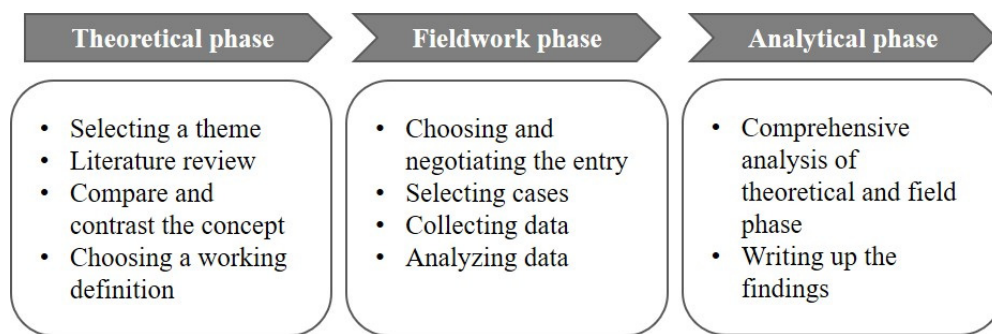 Theoretical phase
• Selecting a theme
• Literature review
• Compare and
contrast the concept
• Choosing a working
definition
Fieldwork phase
• Choosing and
negotiating the entry
• Selecting cases
• Collecting data
• Analyzing data
Analytical phase
• Comprehensive
analysis of
theoretical and field
phase
• Writing up the
findings